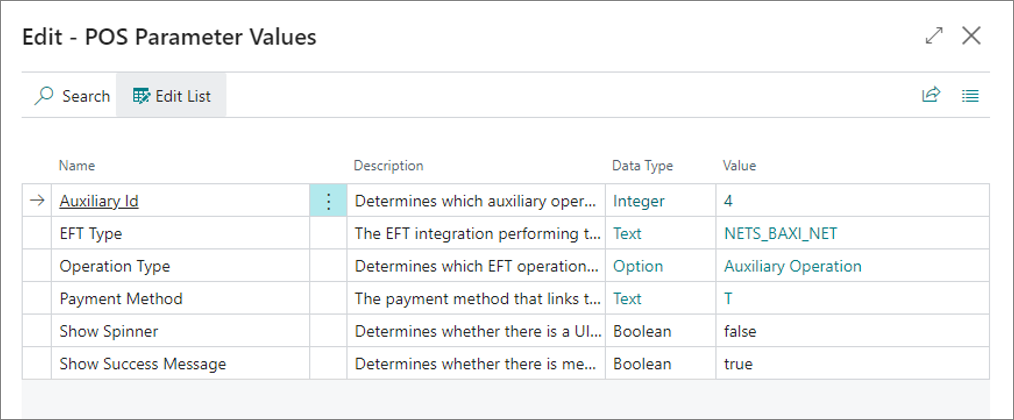 Edit - POS Parameter Values
Search Edit List
Name Description Data Type Value
Auxiliary Id Determines which auxiliary oper... Integer 4
EFT Type The EFT integration performing t... Text NETS_BAXI_NET
Operation Type Determines which EFT operation... Option Auxiliary Operation
Payment Method The payment method that links t... Text T
Show Spinner Determines whether there is a UI... Boolean false
Show Success Message Determines whether there is me... Boolean true